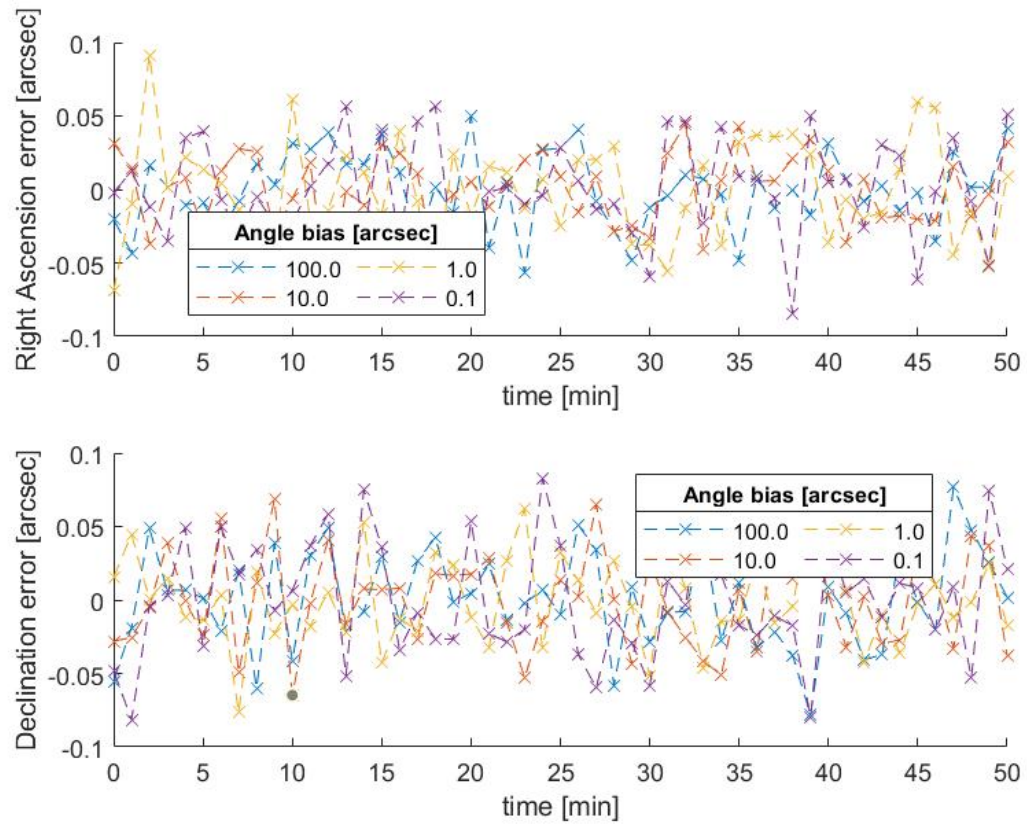 Right Ascension error [arcsec]
0.1
0.05
0
-0.05
-0.1
Angle bias [arcsec]
100.0 1.0
10.0 0.1
0 5 10 15 20 25 30 35 40 45 50
time [min]
Declination error [arcsec]
0.1
0.05
0
-0.05
-0.1
Angle bias [arcsec]
100.0 1.0
10.0 0.1
0 5 10 15 20 25 30 35 40 45 50
time [min]